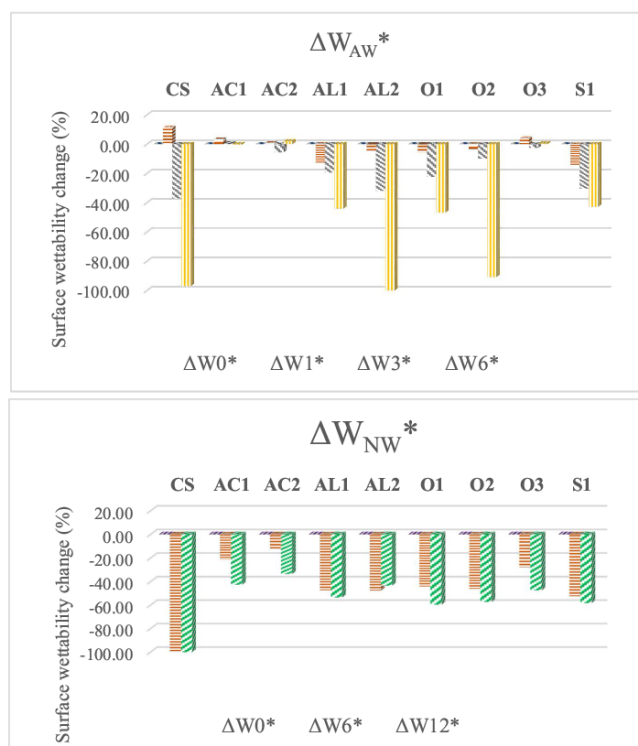 ΔW_AW*
CS AC1 AC2 AL1 AL2 O1 O2 O3 S1
Surface wettability change (%)
20.00
0.00
-20.00
-40.00
-60.00
-80.00
-100.00
ΔW0* ΔW1* ΔW3* ΔW6*
ΔW_NW*
CS AC1 AC2 AL1 AL2 O1 O2 O3 S1
Surface wettability change (%)
20.00
0.00
-20.00
-40.00
-60.00
-80.00
-100.00
ΔW0* ΔW6* ΔW12*